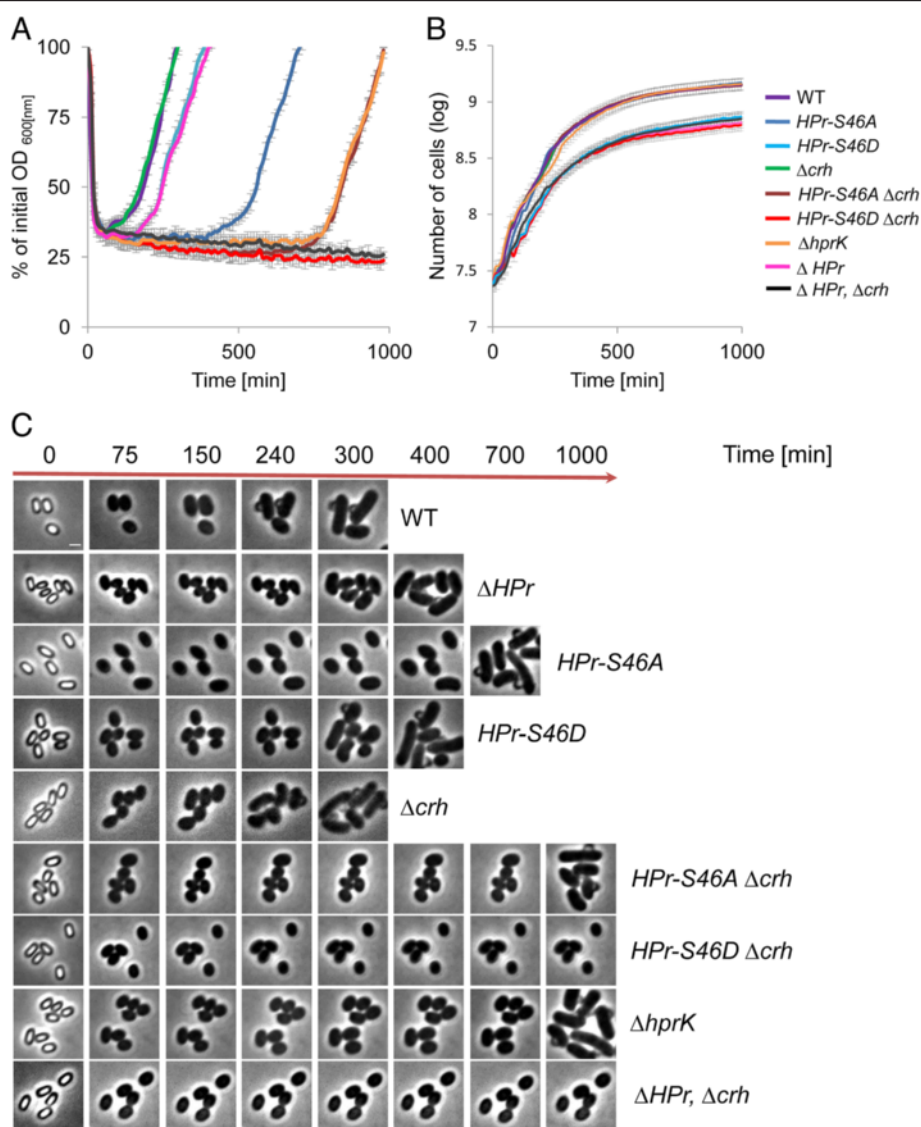 A
100
75
50
25
0
% of initial OD 600[nm]
0
500
1000
Time [min]
B
9.5
9
8.5
8
7.5
7
Number of cells (log)
0
500
1000
Time [min]
WT
HPr-S46A
HPr-S46D
Δcrh
HPr-S46A Δcrh
HPr-S46D Δcrh
ΔhprK
Δ HPr
Δ HPr, Δcrh
C
0 75 150 240 300 400 700 1000 Time [min]
WT
ΔHPr
HPr-S46A
HPr-S46D
Δcrh
HPr-S46A Δcrh
HPr-S46D Δcrh
ΔhprK
ΔHPr, Δcrh